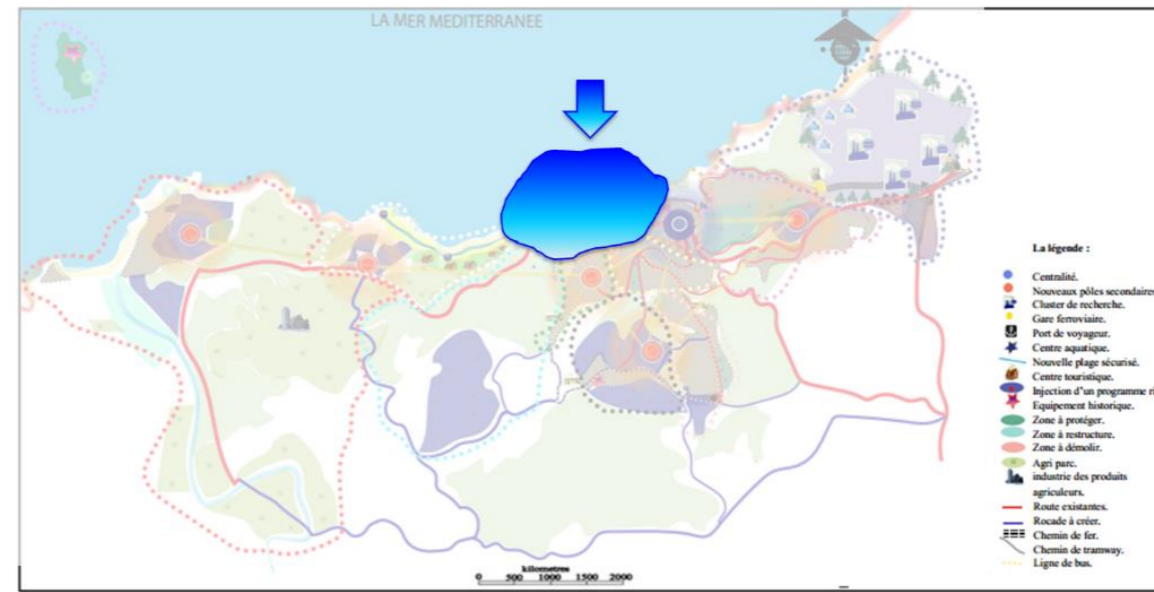 LA MER MEDITERRANEE
La légende :
Centralité.
Nouveaux pôles secondaires
Cluster de recherche.
Gare ferroviaire.
Port de voyageur.
Centre aquatique.
Nouvelle plage sécurisé.
Centre touristique.
Injection d'un programme ri
Equipement historique.
Zone à protéger.
Zone à restructure.
Zone à démolir.
Agri parc.
industrie des produits
agriculeurs.
Route existantes.
Rocade à créer.
Chemin de fer.
Chemin de tramway.
Ligne de bus.
kilometres
0 500 1000 1500 2000